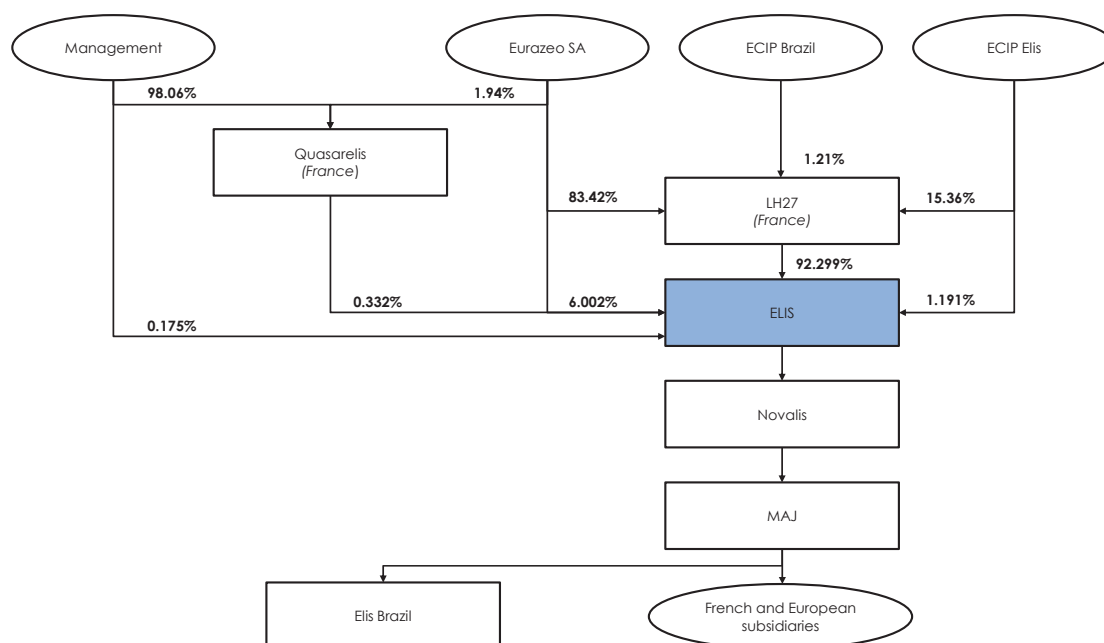 Management
Eurazeo SA
ECIP Brazil
ECIP Elis
98.06%
1.94%
Quasarelis
(France)
1.21%
83.42%
LH27
(France)
15.36%
92.299%
0.332%
6.002%
ELIS
1.191%
0.175%
Novalis
MAJ
Elis Brazil
French and European
subsidiaries